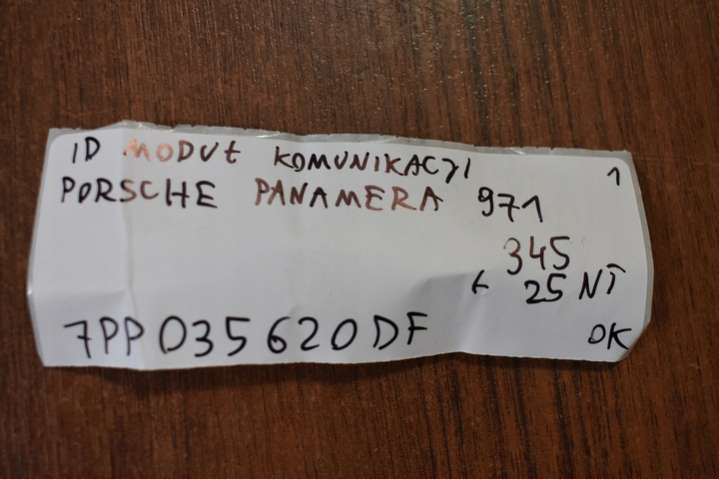 ID MODUŁ KOMUNIKACJI 1
PORSCHE PANAMERA 971
345
25 NT
7PP035620DF OK